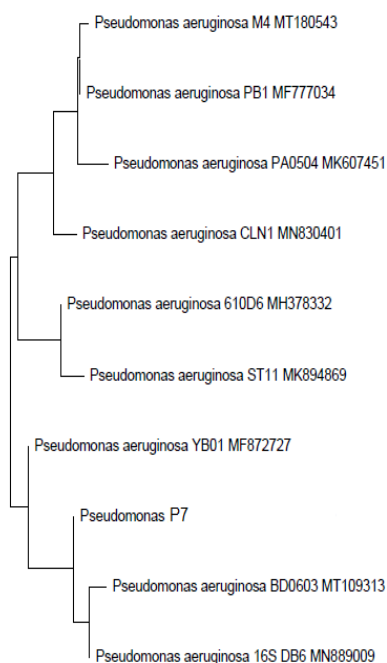 Pseudomonas aeruginosa M4 MT180543
Pseudomonas aeruginosa PB1 MF777034
Pseudomonas aeruginosa PA0504 MK607451
Pseudomonas aeruginosa CLN1 MN830401
Pseudomonas aeruginosa 610D6 MH378332
Pseudomonas aeruginosa ST11 MK894869
Pseudomonas aeruginosa YB01 MF872727
Pseudomonas P7
Pseudomonas aeruginosa BD0603 MT109313
Pseudomonas aeruginosa 16S DB6 MN889009